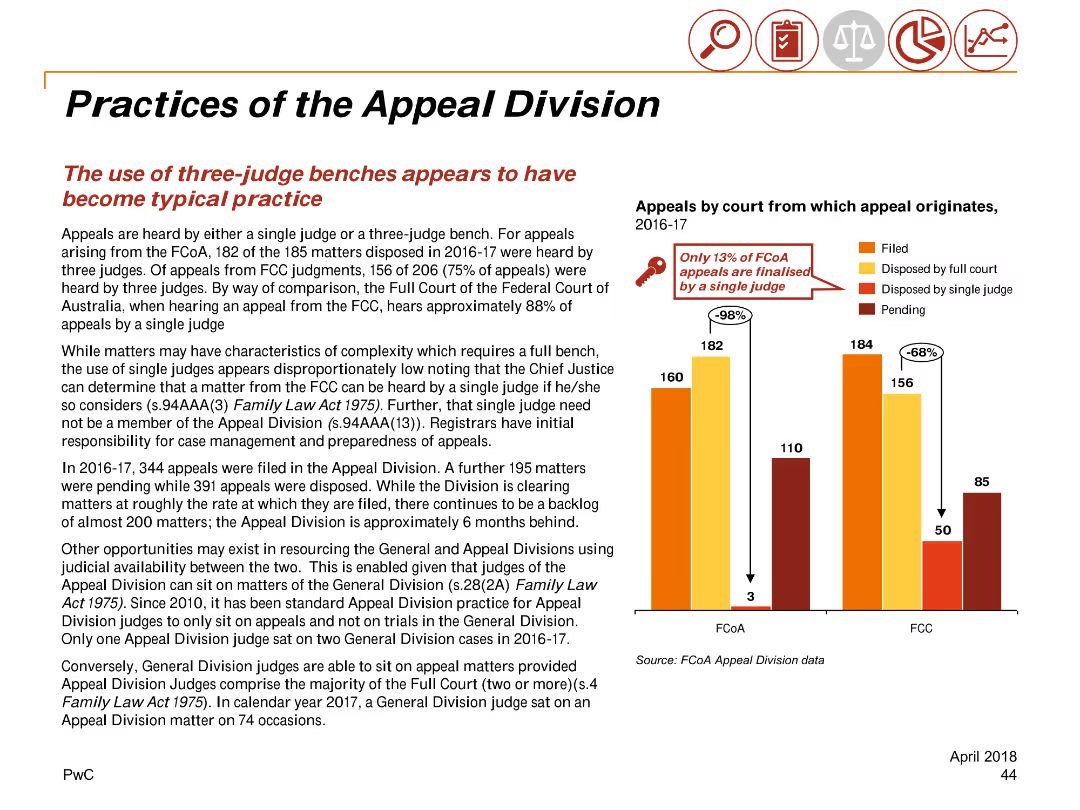 Practices of the Appeal Division
The use of three-judge benches appears to have
become typical practice
Appeals are heard by either a single judge or a three-judge bench. For appeals
arising from the FCoA, 182 of the 185 matters disposed in 2016-17 were heard by
three judges. Of appeals from FCC judgments, 156 of 206 (75% of appeals) were
heard by three judges. By way of comparison, the Full Court of the Federal Court of
Australia, when hearing an appeal from the FCC, hears approximately 88% of
appeals by a single judge
While matters may have characteristics of complexity which requires a full bench,
the use of single judges appears disproportionately low noting that the Chief Justice
can determine that a matter from the FCC can be heard by a single judge if he/she
so considers (s.94AAA(3) Family Law Act 1975). Further, that single judge need
not be a member of the Appeal Division (s.94AAA(13)). Registrars have initial
responsibility for case management and preparedness of appeals.
In 2016-17, 344 appeals were filed in the Appeal Division. A further 195 matters
were pending while 391 appeals were disposed. While the Division is clearing
matters at roughly the rate at which they are filed, there continues to be a backlog
of almost 200 matters; the Appeal Division is approximately 6 months behind.
Other opportunities may exist in resourcing the General and Appeal Divisions using
judicial availability between the two. This is enabled given that judges of the
Appeal Division can sit on matters of the General Division (s.28(2A) Family Law
Act 1975). Since 2010, it has been standard Appeal Division practice for Appeal
Division judges to only sit on appeals and not on trials in the General Division.
Only one Appeal Division judge sat on two General Division cases in 2016-17.
Conversely, General Division judges are able to sit on appeal matters provided
Appeal Division Judges comprise the majority of the Full Court (two or more)(s.4
Family Law Act 1975). In calendar year 2017, a General Division judge sat on an
Appeal Division matter on 74 occasions.
Appeals by court from which appeal originates,
2016-17
Only 13% of FCoA
appeals are finalised
by a single judge
Filed
Disposed by full court
Disposed by single judge
Pending
-98%
182
160
3
110
184
-68%
156
50
85
FCoA
FCC
Source: FCoA Appeal Division data
April 2018
PwC
44